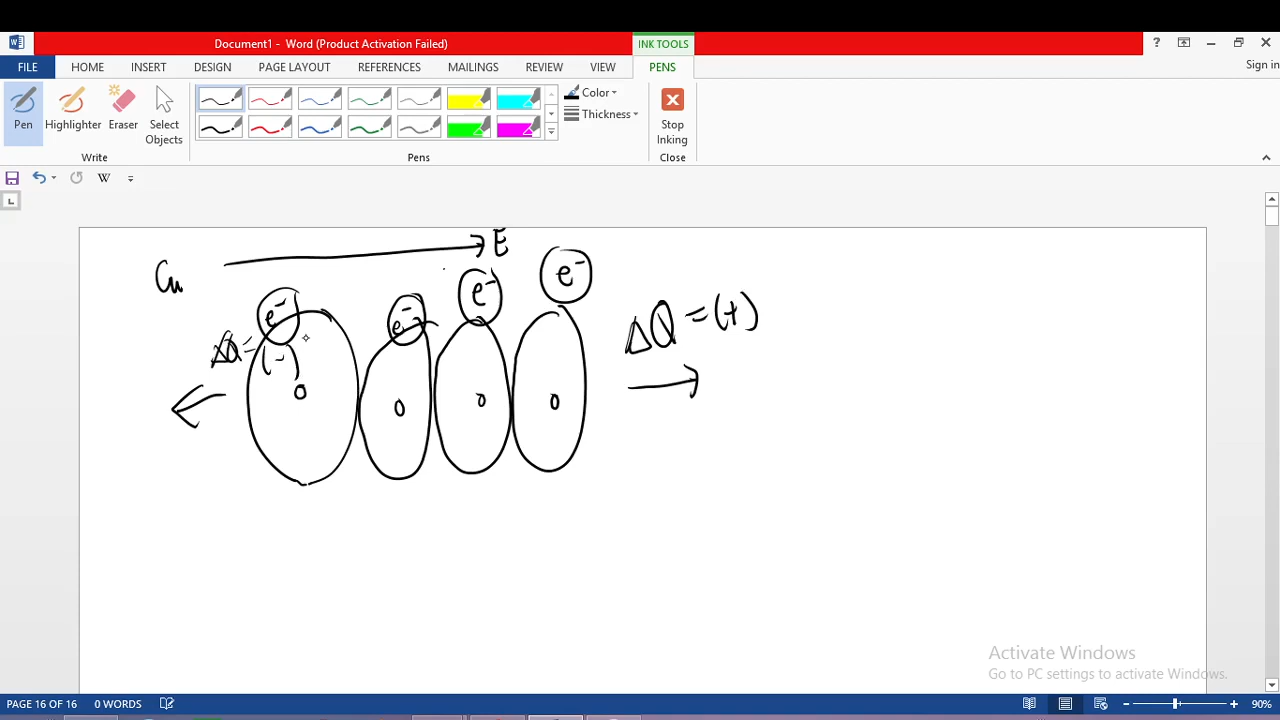 Document1 - Word (Product Activation Failed)
INK TOOLS
?
FILE
HOME
INSERT
DESIGN
PAGE LAYOUT
REFERENCES
MAILINGS
REVIEW
VIEW
PENS
Sign in
Pen
Highlighter
Eraser
Select Objects
Color
Thickness
Stop Inking
Write
Pens
Close
W
L
E
Cu
e⁻ e⁻ e⁻ e⁻
ΔQ = (-)
ΔQ = (+)
0 0 0 0
Activate Windows
Go to PC settings to activate Windows.
PAGE 16 OF 16
0 WORDS
90%